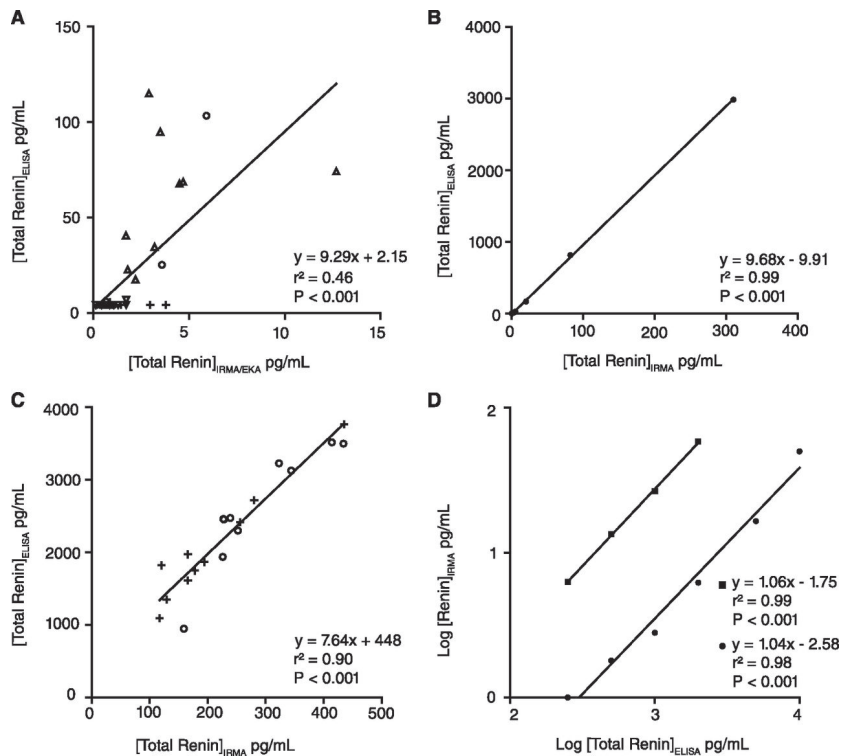 A
150
100
50
0
0
5
10
15
[Total Renin]ELISA pg/mL
[Total Renin]IRMA/EKA pg/mL
y = 9.29x + 2.15
r² = 0.46
P < 0.001
B
4000
3000
2000
1000
0
0
100
200
300
400
[Total Renin]ELISA pg/mL
[Total Renin]IRMA pg/mL
y = 9.68x - 9.91
r² = 0.99
P < 0.001
C
4000
3000
2000
1000
0
0
100
200
300
400
500
[Total Renin]ELISA pg/mL
[Total Renin]IRMA pg/mL
y = 7.64x + 448
r² = 0.90
P < 0.001
D
2
1
0
2
3
4
Log [Renin]IRMA pg/mL
Log [Total Renin]ELISA pg/mL
y = 1.06x - 1.75
r² = 0.99
P < 0.001
y = 1.04x - 2.58
r² = 0.98
P < 0.001